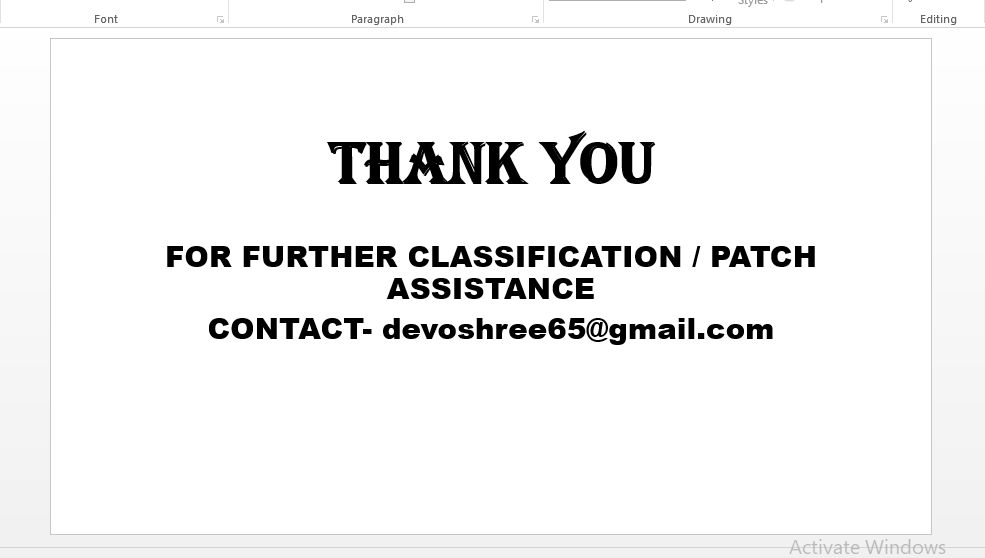 Styles
Font Paragraph Drawing Editing
THANK YOU
FOR FURTHER CLASSIFICATION / PATCH
ASSISTANCE
CONTACT- devoshree65@gmail.com
Activate Windows